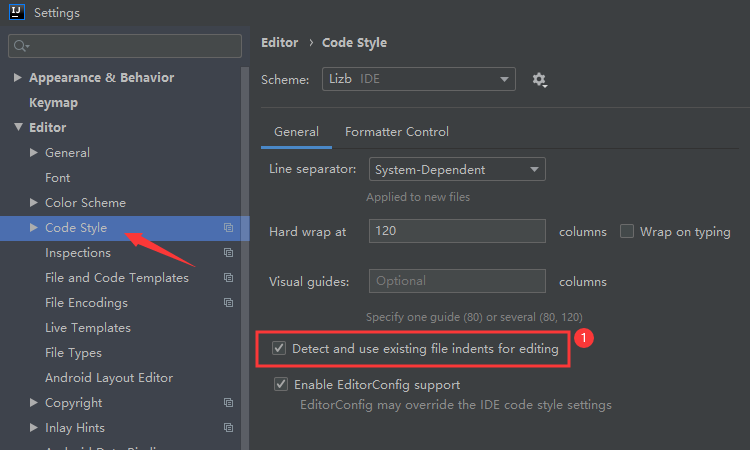 IJ
Settings
Appearance & Behavior
Keymap
Editor
General
Font
Color Scheme
Code Style
Inspections
File and Code Templates
File Encodings
Live Templates
File Types
Android Layout Editor
Copyright
Inlay Hints
Editor › Code Style
Scheme: Lizb IDE
General Formatter Control
Line separator: System-Dependent
Applied to new files
Hard wrap at 120 columns Wrap on typing
Visual guides: Optional columns
Specify one guide (80) or several (80, 120)
Detect and use existing file indents for editing 1
Enable EditorConfig support
EditorConfig may override the IDE code style settings